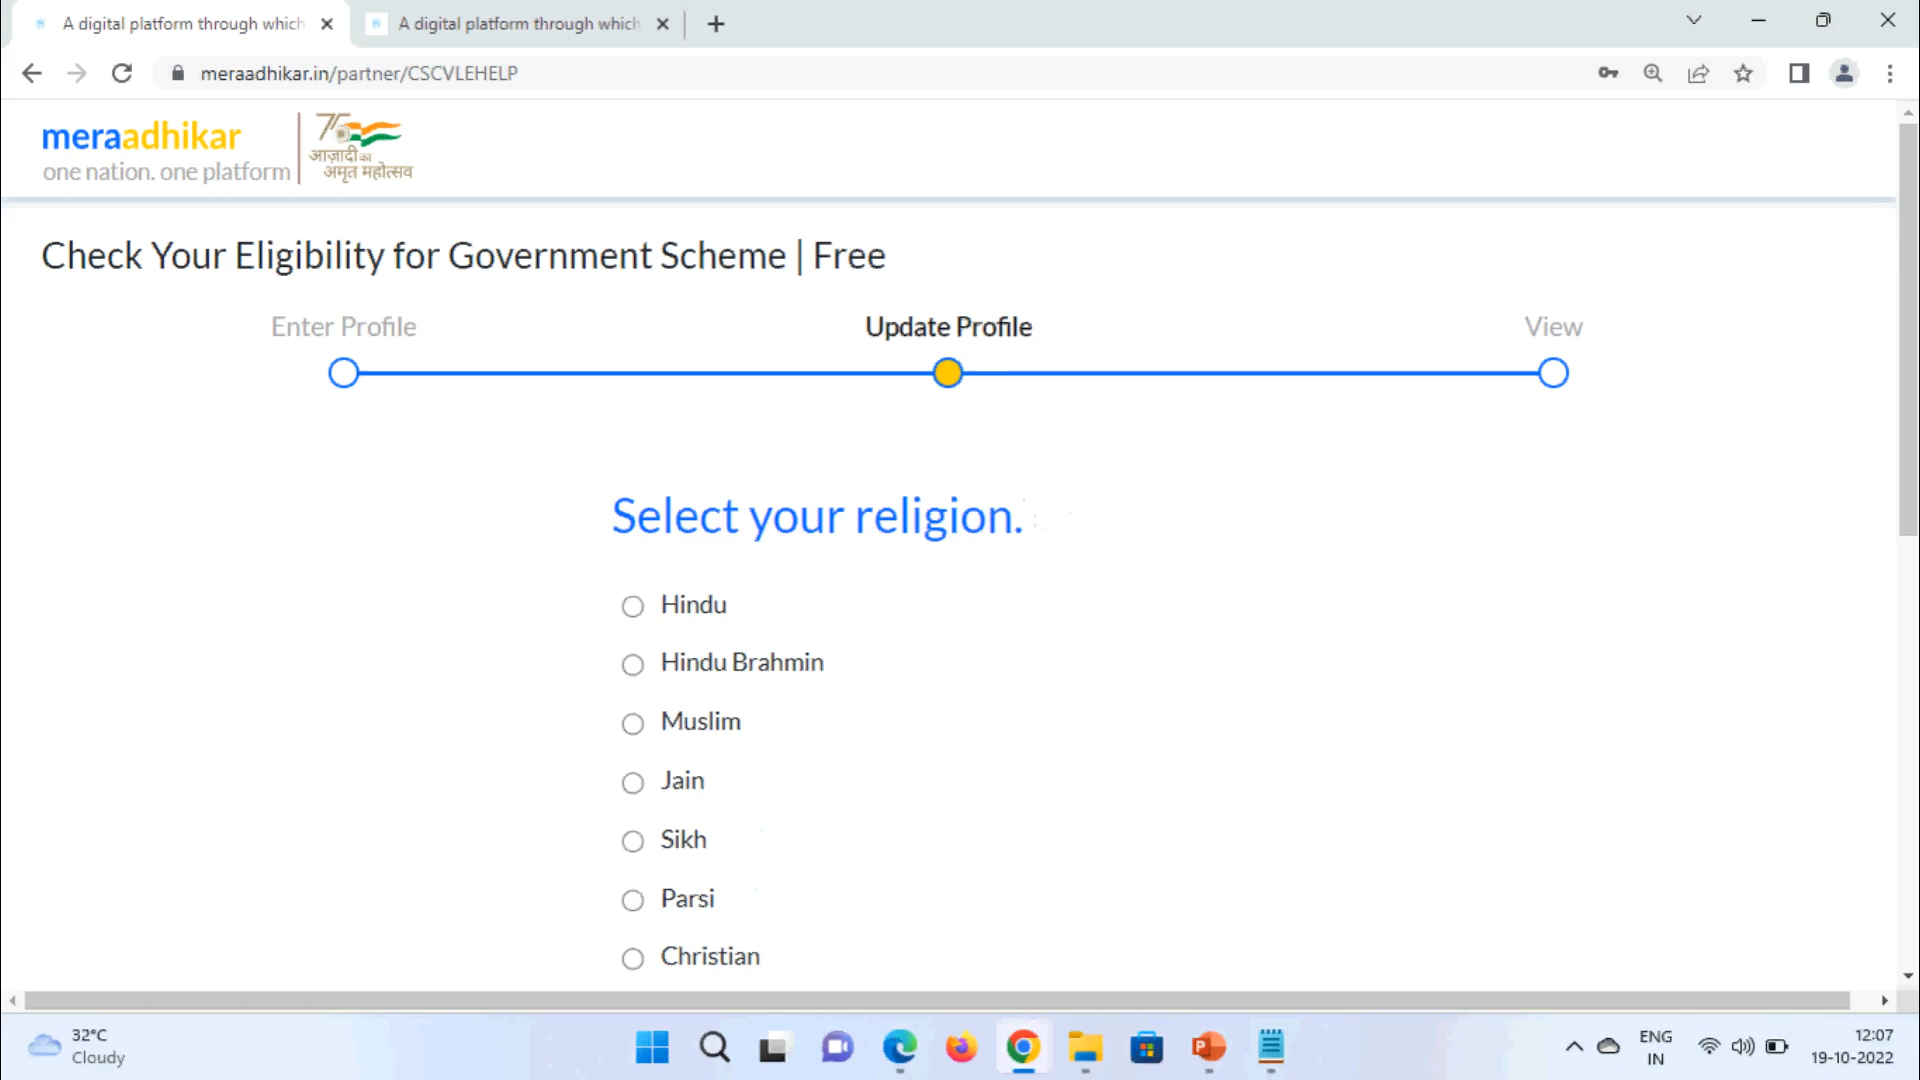 A digital platform through which
A digital platform through which
meraadhikar.in/partner/CSCVLEHELP
meraadhikar
one nation. one platform
75
आज़ादी का
अमृत महोत्सव
Check Your Eligibility for Government Scheme | Free
Enter Profile
Update Profile
View
Select your religion.
Hindu
Hindu Brahmin
Muslim
Jain
Sikh
Parsi
Christian
32°C
Cloudy
ENG
IN
12:07
19-10-2022